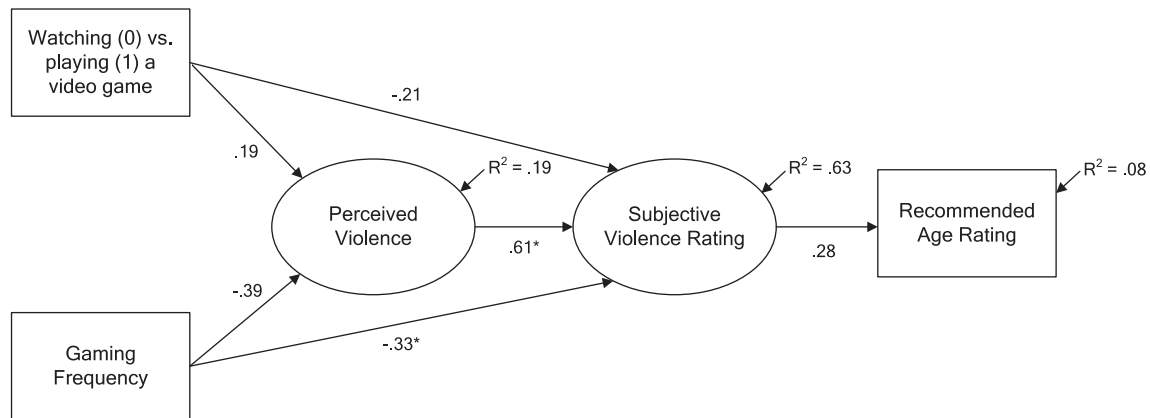 Watching (0) vs.
playing (1) a
video game
-.21
.19
R² = .19
R² = .63
R² = .08
Perceived
Violence
Subjective
Violence Rating
Recommended
Age Rating
.61*
.28
-.39
-.33*
Gaming
Frequency